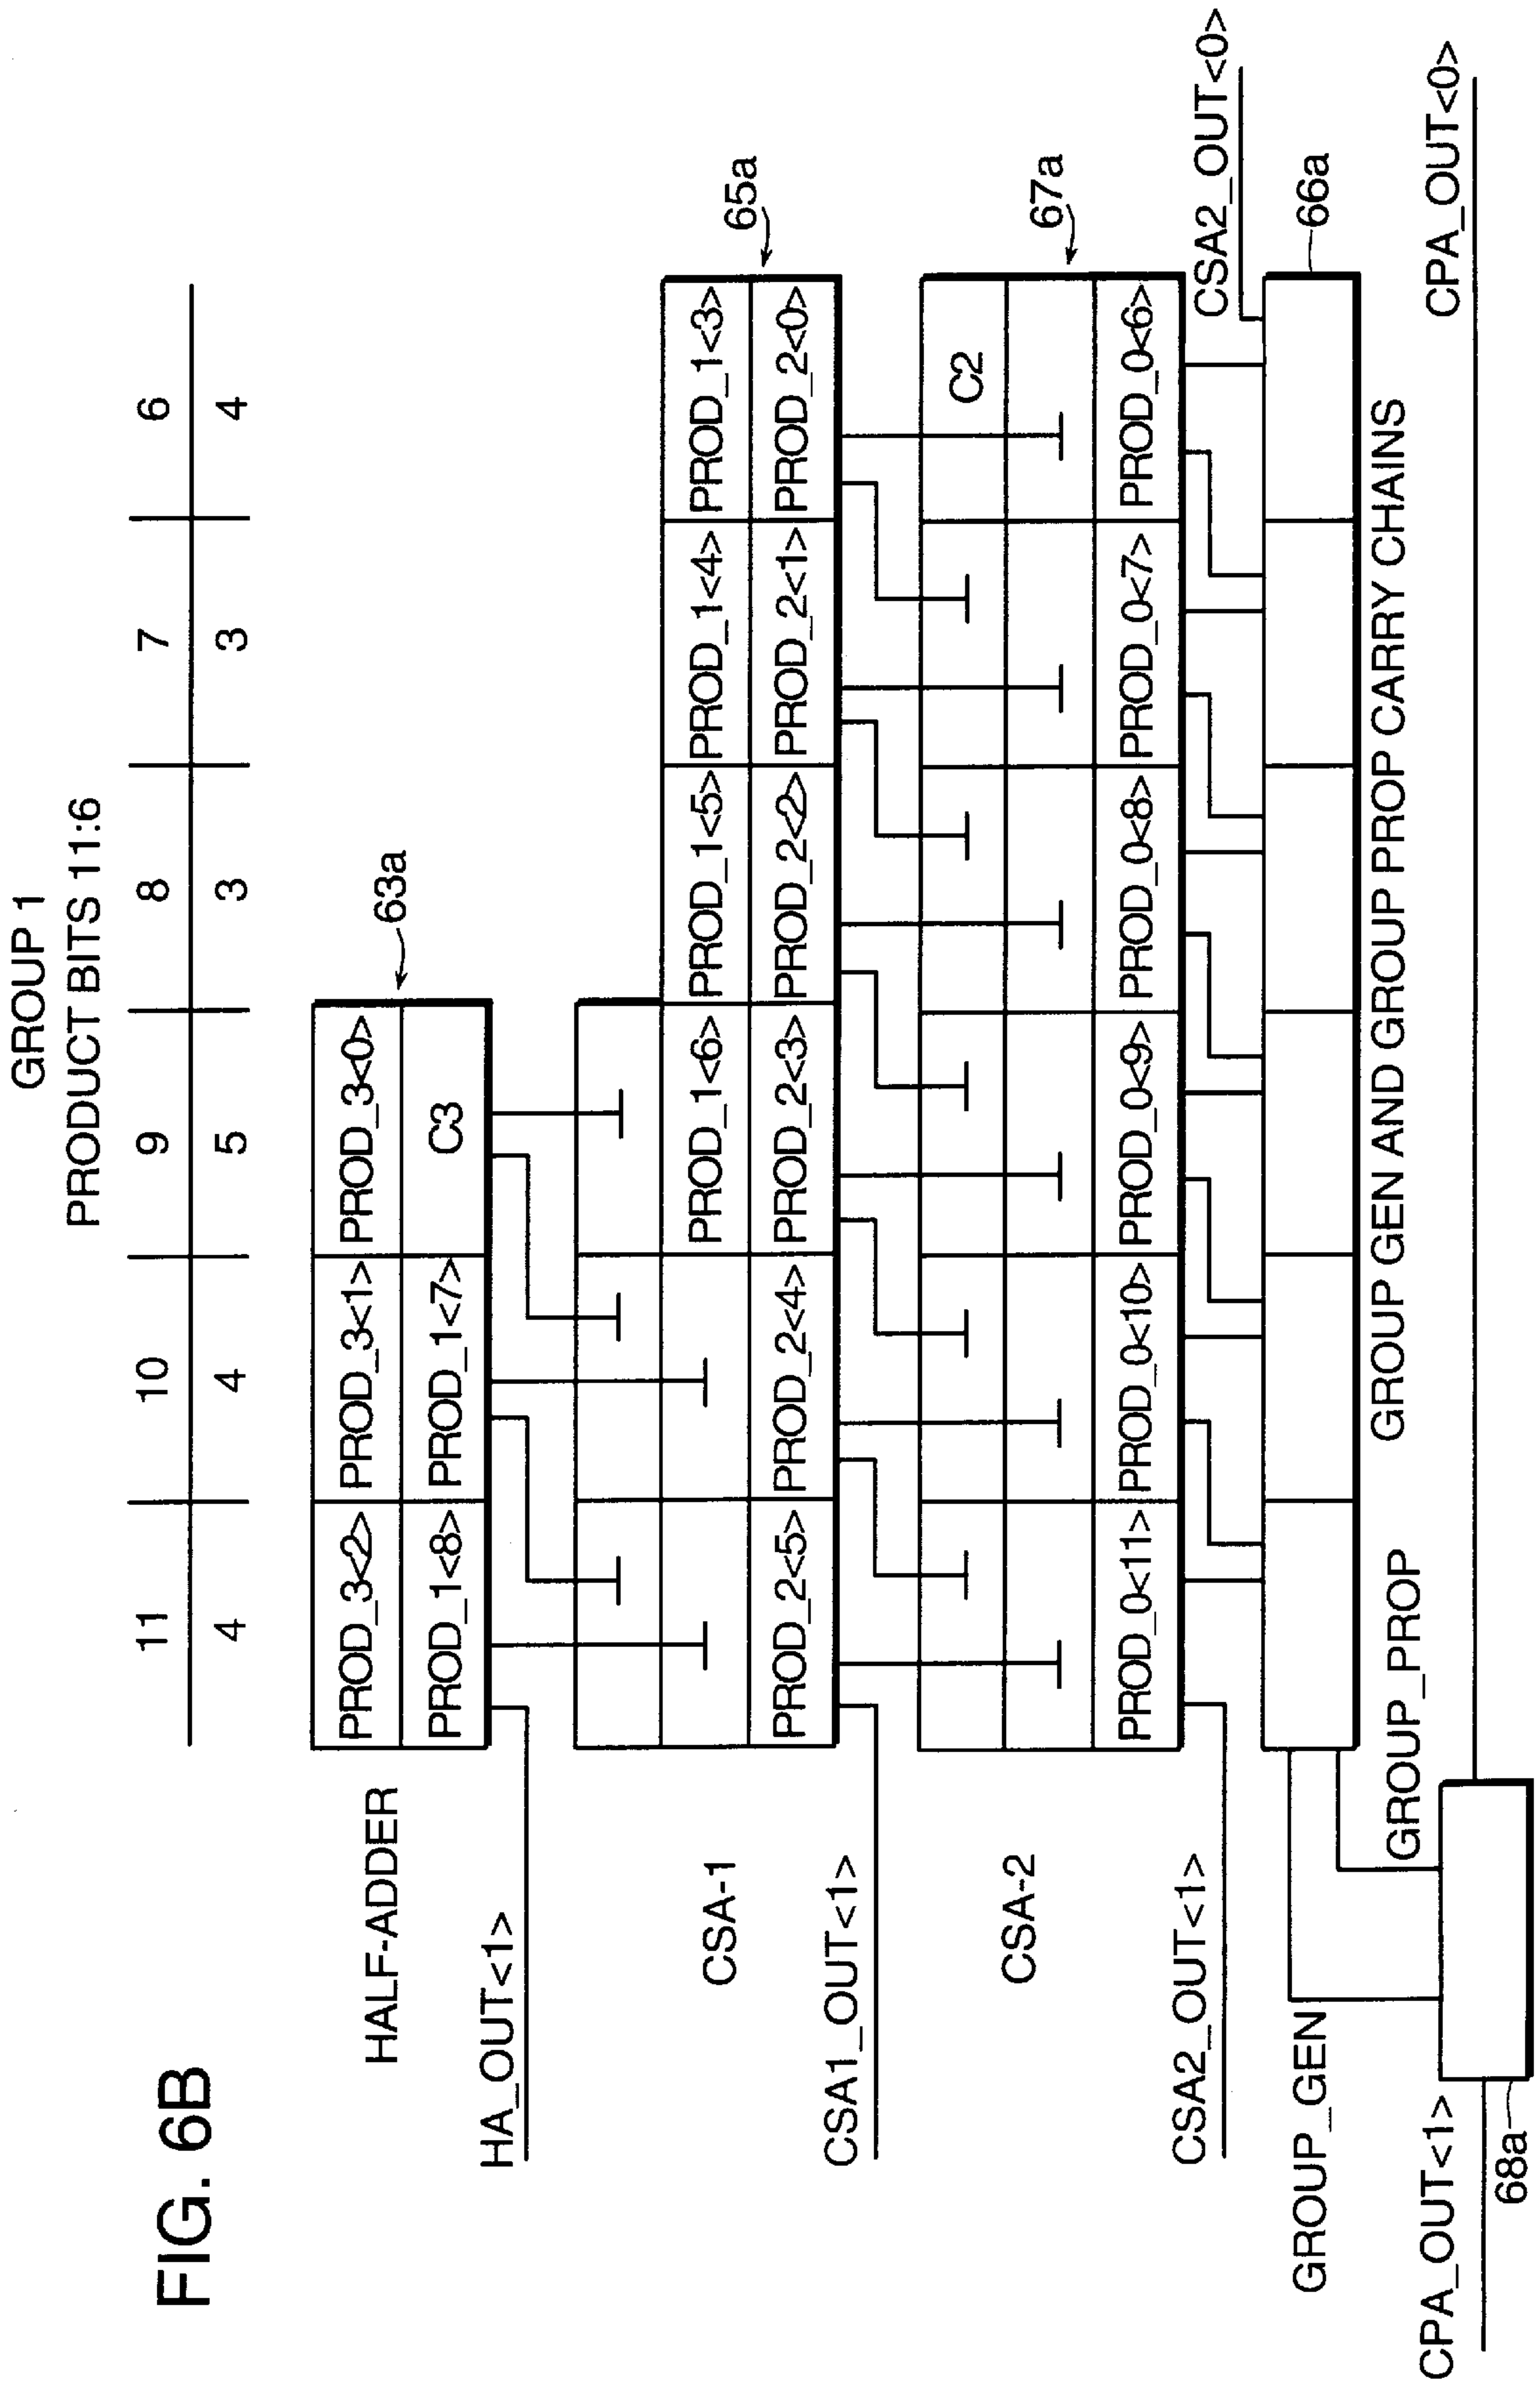 FIG. 6B
GROUP 1
PRODUCT BITS 11:6
11 10 9 8 7 6
4 4 5 3 3 4
HALF-ADDER
63a
PROD_3<2> PROD_3<1> PROD_3<0>
PROD_1<8> PROD_1<7> C3
HA_OUT<1>
CSA-1
65a
PROD_1<6> PROD_1<5> PROD_1<4> PROD_1<3>
PROD_2<5> PROD_2<4> PROD_2<3> PROD_2<2> PROD_2<1> PROD_2<0>
CSA1_OUT<1>
CSA-2
67a
C2
PROD_0<11> PROD_0<10> PROD_0<9> PROD_0<8> PROD_0<7> PROD_0<6>
CSA2_OUT<1>
CSA2_OUT<0>
66a
GROUP_GEN
GROUP_PROP
GROUP GEN AND GROUP PROP CARRY CHAINS
CPA_OUT<1>
CPA_OUT<0>
68a